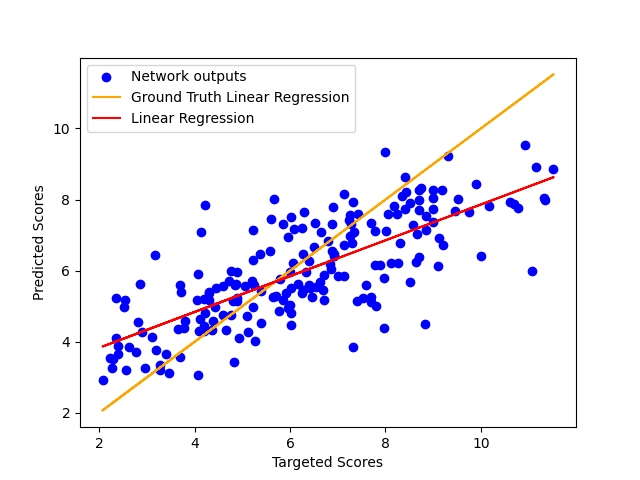 Network outputs
Ground Truth Linear Regression
Linear Regression
10
8
6
4
2
Predicted Scores
2 4 6 8 10
Targeted Scores